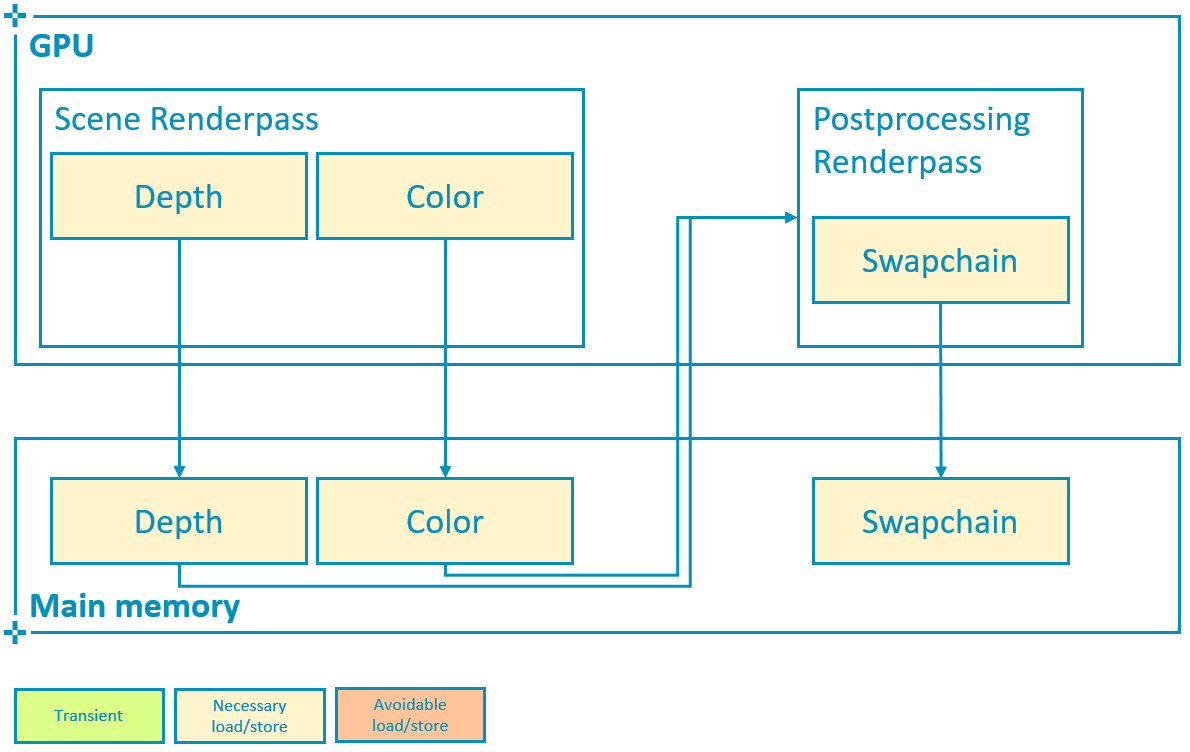 GPU
Scene Renderpass
Depth
Color
Postprocessing
Renderpass
Swapchain
Depth
Color
Swapchain
Main memory
Transient
Necessary
load/store
Avoidable
load/store